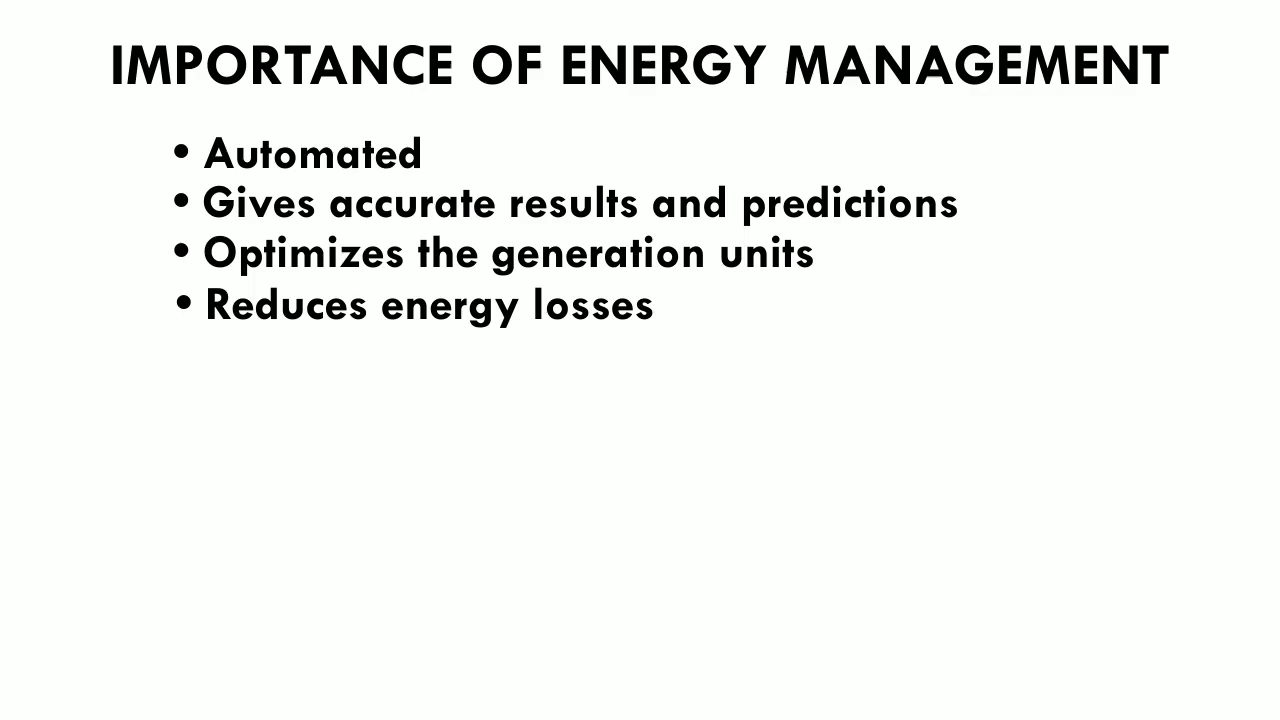 IMPORTANCE OF ENERGY MANAGEMENT
• Automated
• Gives accurate results and predictions
• Optimizes the generation units
• Reduces energy losses